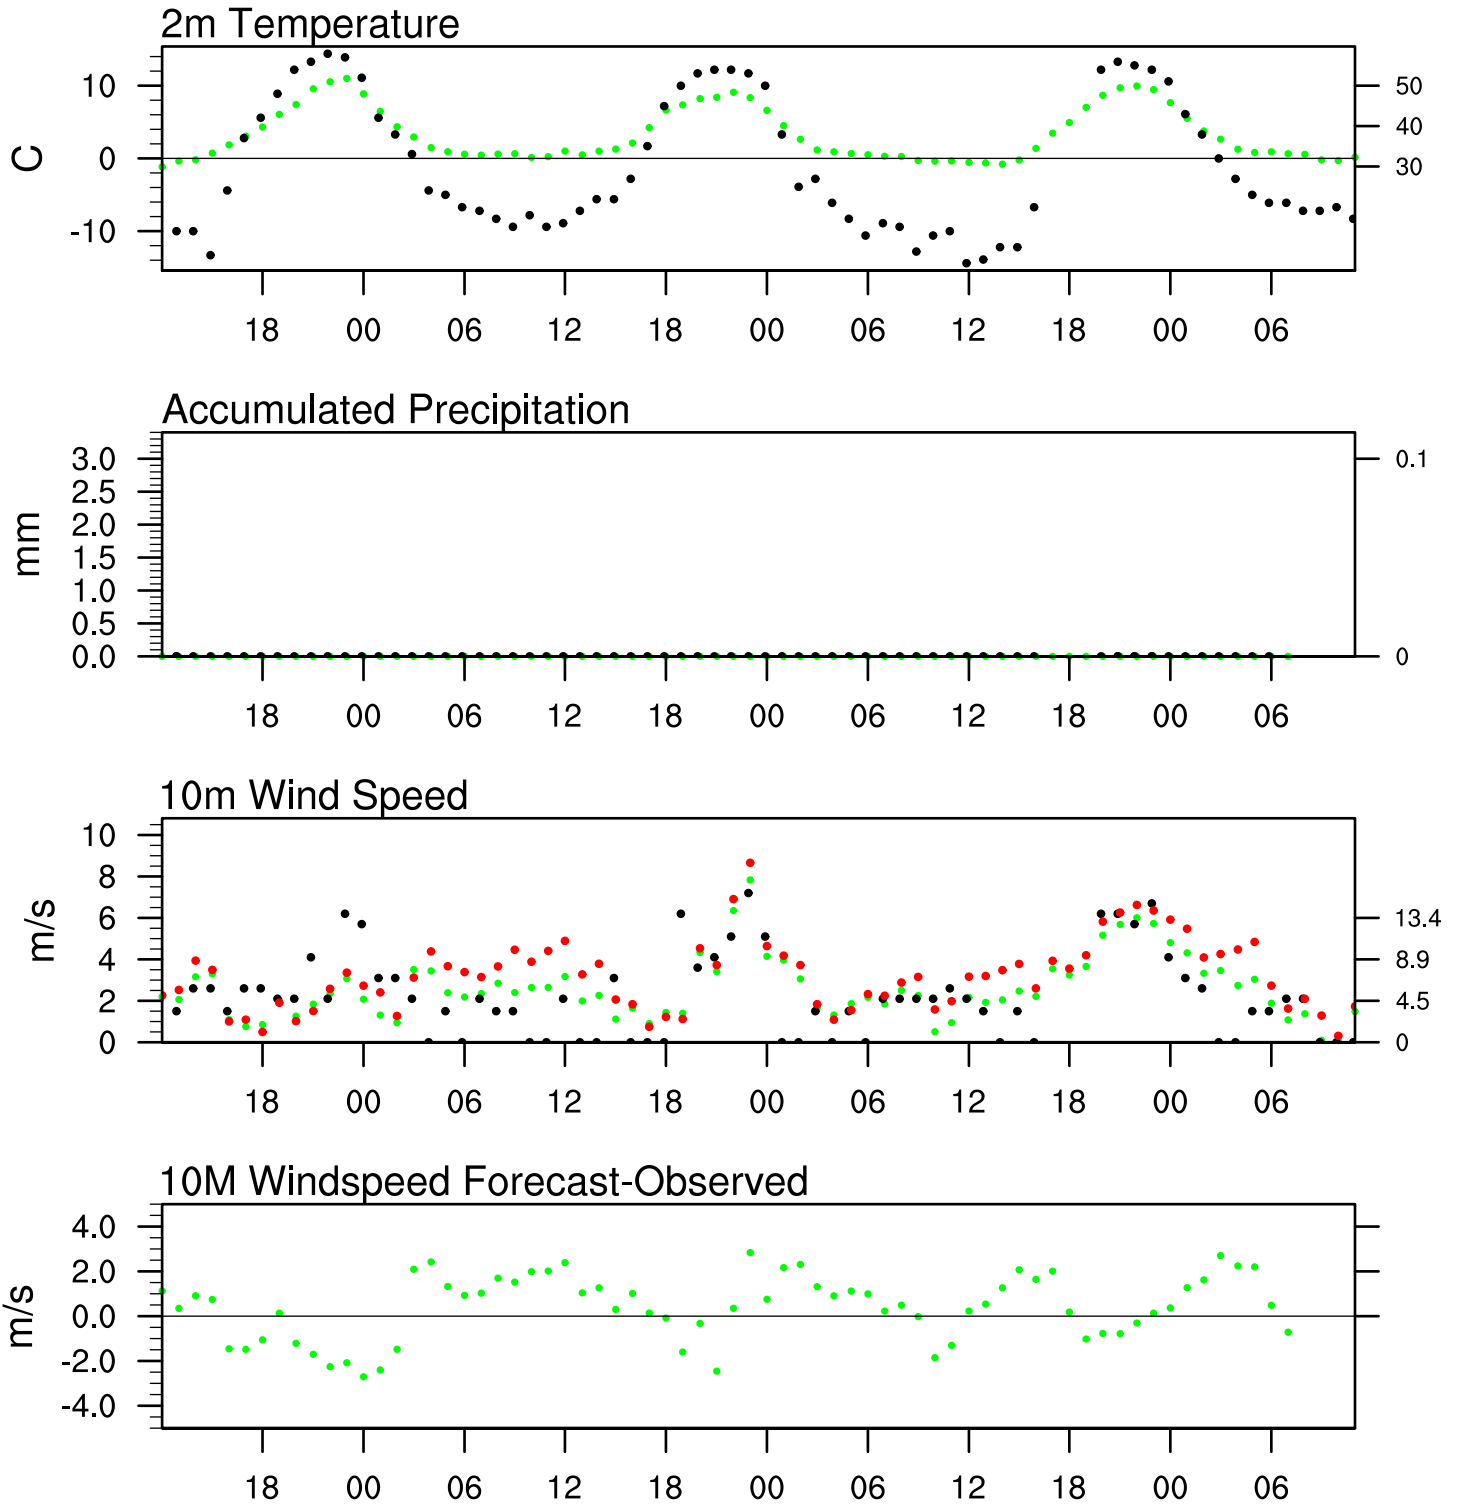 2m Temperature
10
0
-10
C
50
40
30
18 00 06 12 18 00 06 12 18 00 06
Accumulated Precipitation
3.0
2.5
2.0
1.5
1.0
0.5
0.0
mm
0.1
0
18 00 06 12 18 00 06 12 18 00 06
10m Wind Speed
10
8
6
4
2
0
m/s
13.4
8.9
4.5
0
18 00 06 12 18 00 06 12 18 00 06
10M Windspeed Forecast-Observed
4.0
2.0
0.0
-2.0
-4.0
m/s
18 00 06 12 18 00 06 12 18 00 06